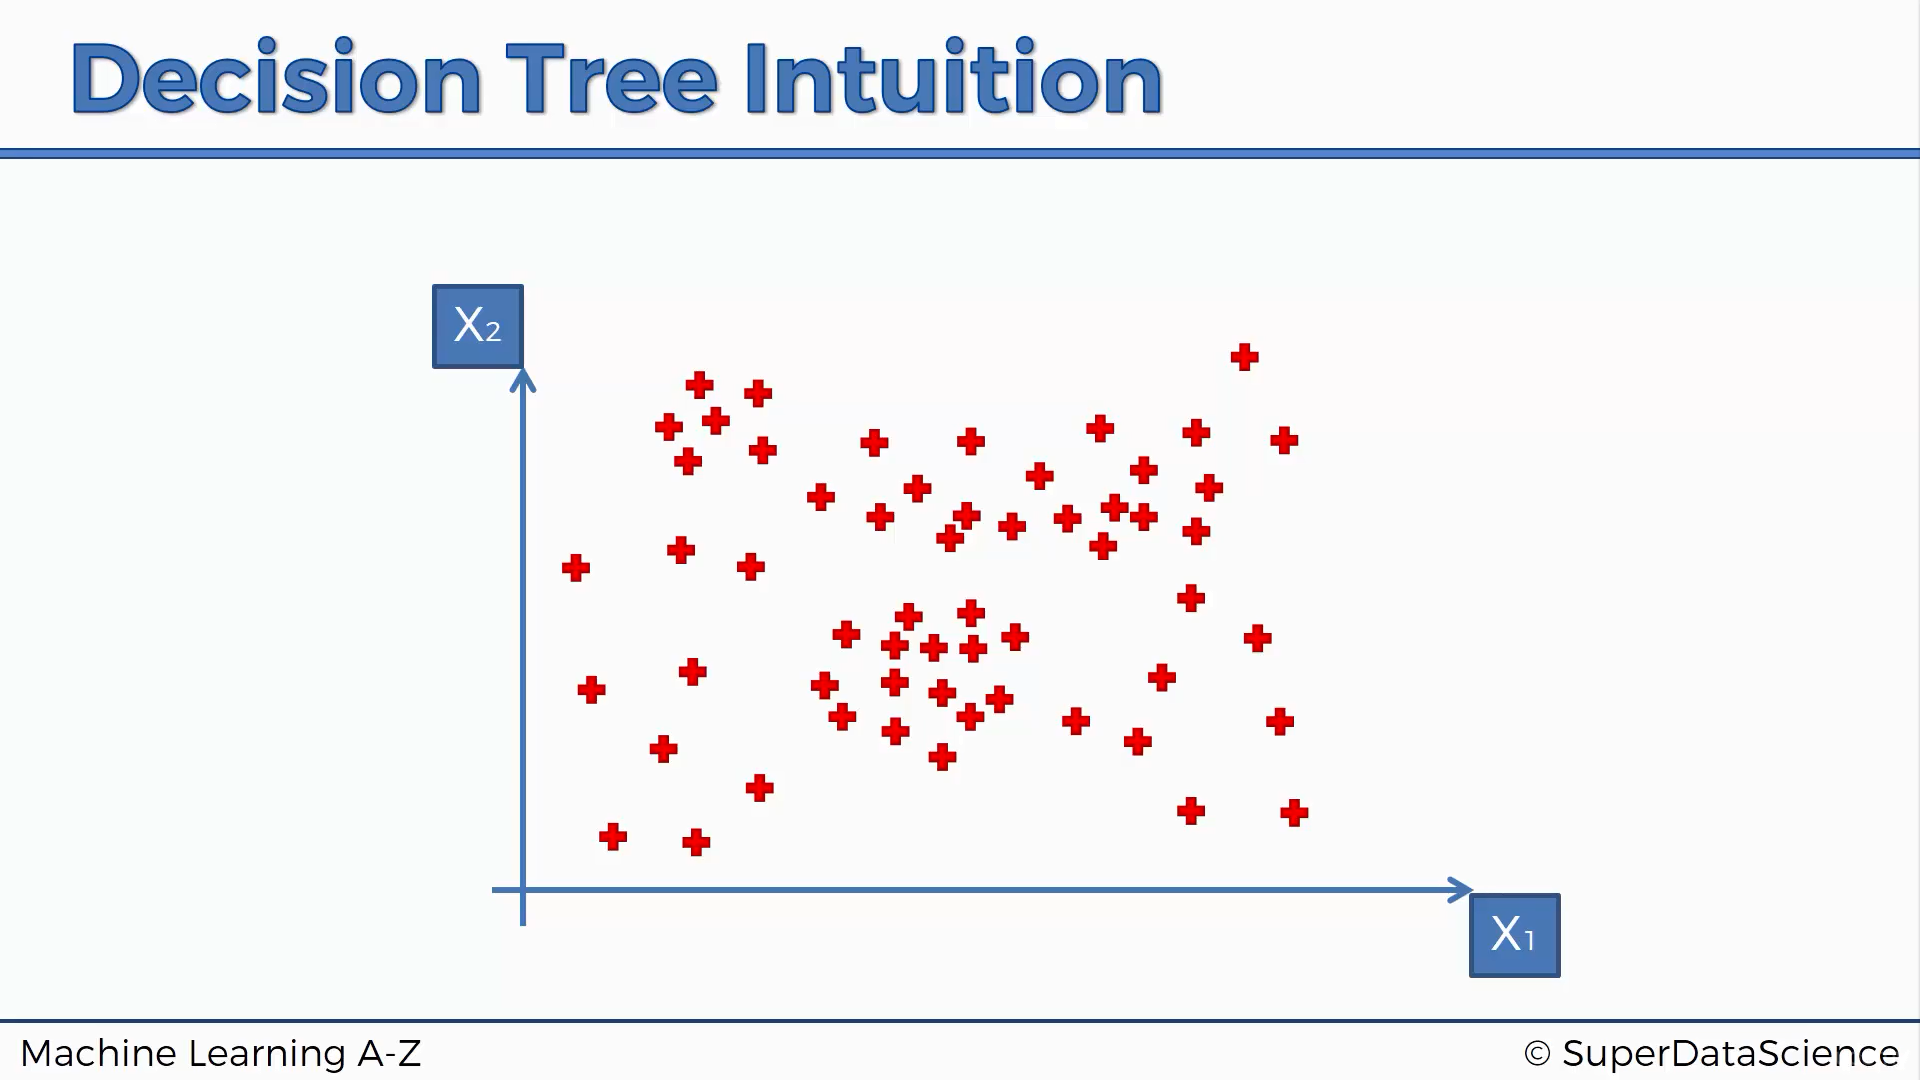 Decision Tree Intuition
X2
X1
Machine Learning A-Z
© SuperDataScience